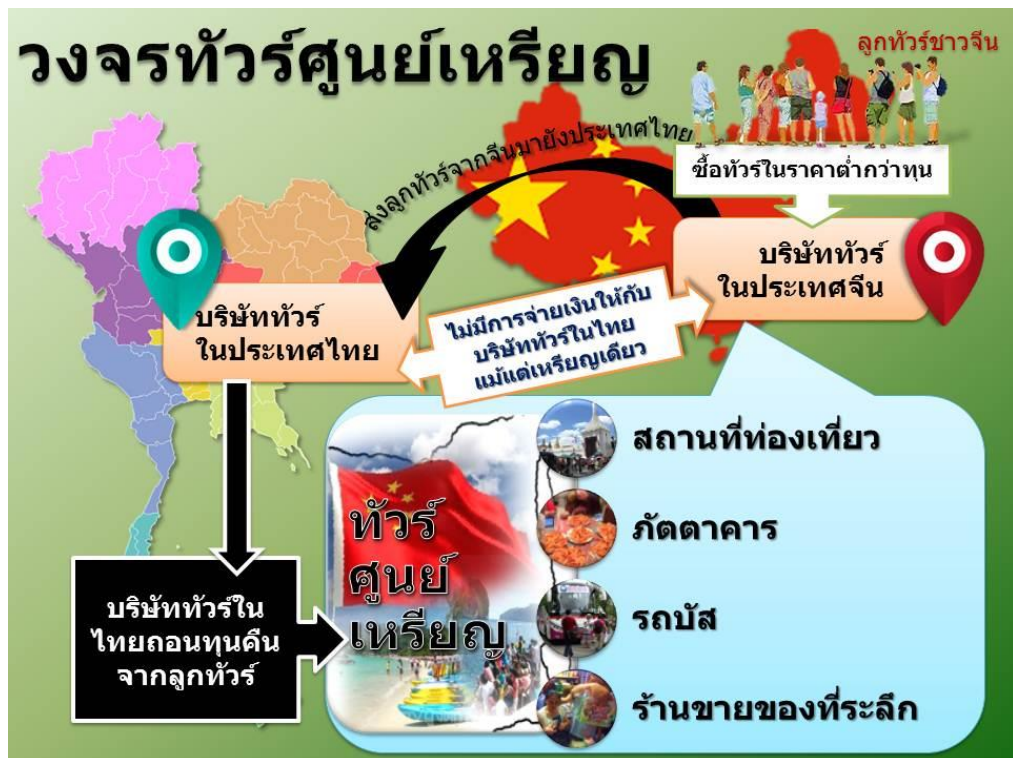 วงจรทัวร์ศูนย์เหรียญ
ลูกทัวร์ชาวจีน
ซื้อทัวร์ในราคาต่ำกว่าทุน
ส่งลูกทัวร์จากจีนมายังประเทศไทย
บริษัททัวร์
ในประเทศจีน
บริษัททัวร์
ในประเทศไทย
ไม่มีการจ่ายเงินให้กับ
บริษัททัวร์ในไทย
แม้แต่เหรียญเดียว
ทัวร์
ศูนย์
เหรียญ
สถานที่ท่องเที่ยว
ภัตตาคาร
รถบัส
ร้านขายของที่ระลึก
บริษัททัวร์ใน
ไทยถอนทุนคืน
จากลูกทัวร์